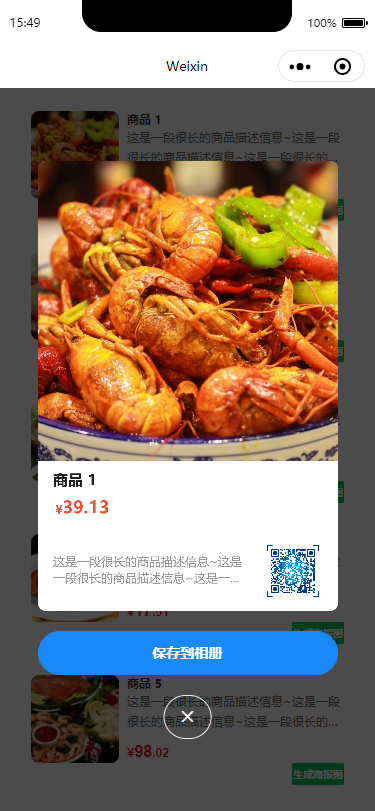 15:49
100%
Weixin
商品 1
这是一段很长的商品描述信息~这是一段
很长的商品描述信息~这是一段很长的...
商品 1
¥39.13
这是一段很长的商品描述信息~这是
一段很长的商品描述信息~这是一...
保存到相册
商品 5
这是一段很长的商品描述信息~这是一段
很长的商品描述信息~这是一段很长的...
¥98.02
生成海报图